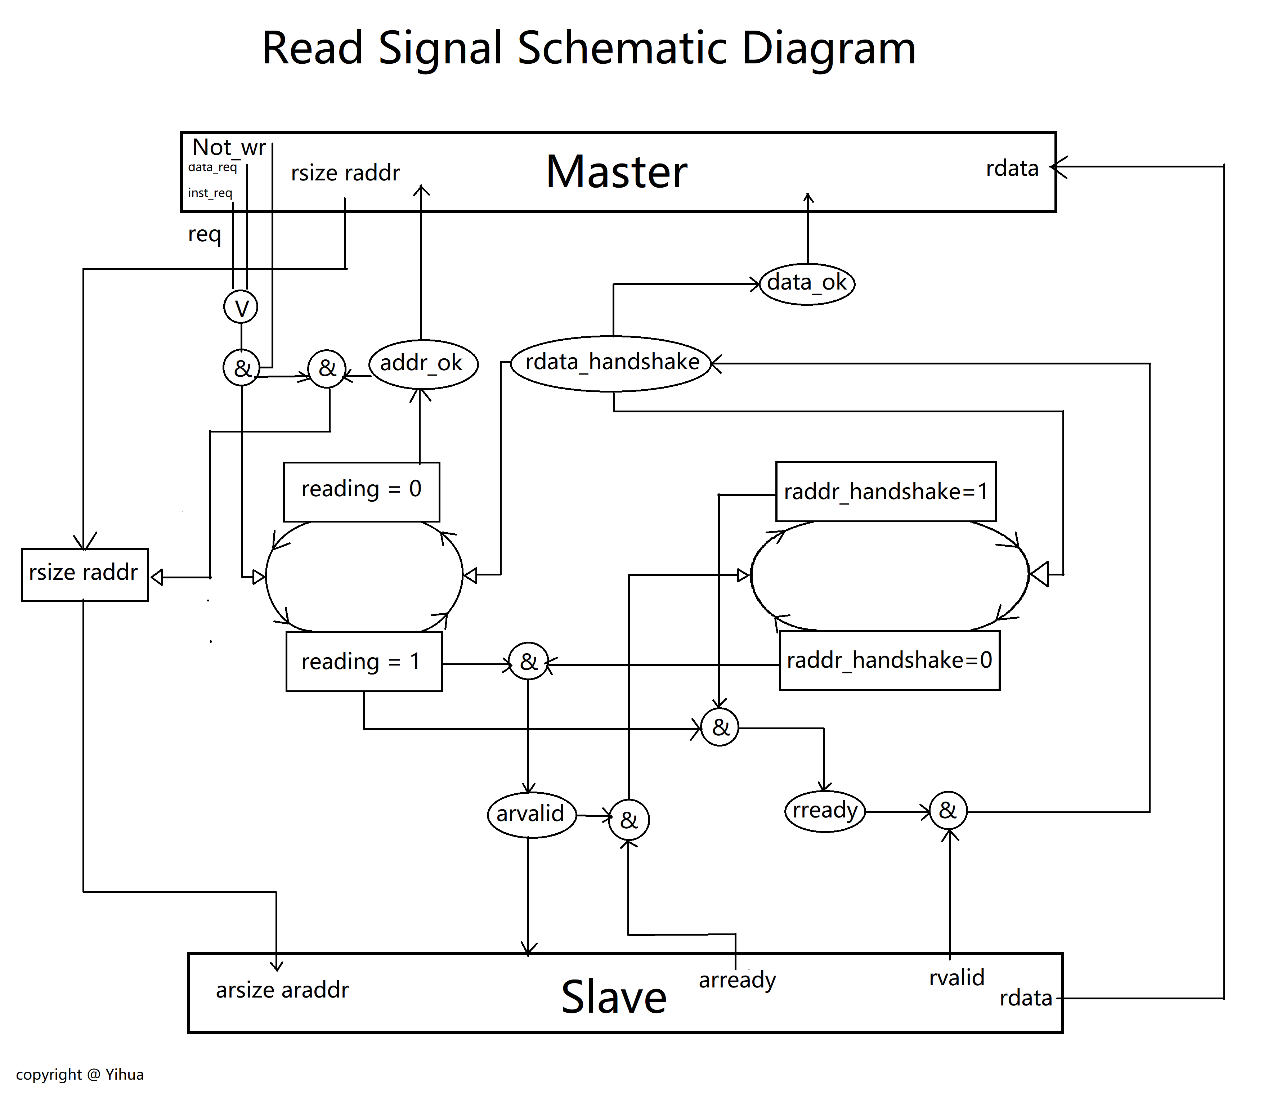 Read Signal Schematic Diagram
Not_wr
data_req
inst_req
rsize raddr
Master
rdata
req
V
data_ok
&
&
addr_ok
rdata_handshake
reading = 0
raddr_handshake=1
rsize raddr
reading = 1
&
raddr_handshake=0
&
arvalid
&
rready
&
arsize araddr
Slave
arready
rvalid
rdata
copyright @ Yihua